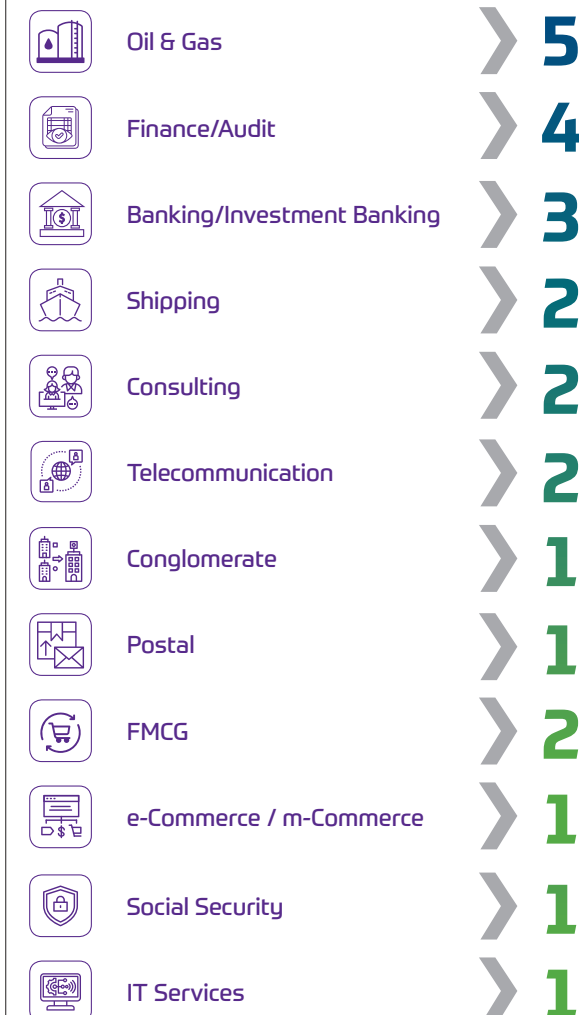 Oil & Gas 5
Finance/Audit 4
Banking/Investment Banking 3
Shipping 2
Consulting 2
Telecommunication 2
Conglomerate 1
Postal 1
FMCG 2
e-Commerce / m-Commerce 1
Social Security 1
IT Services 1